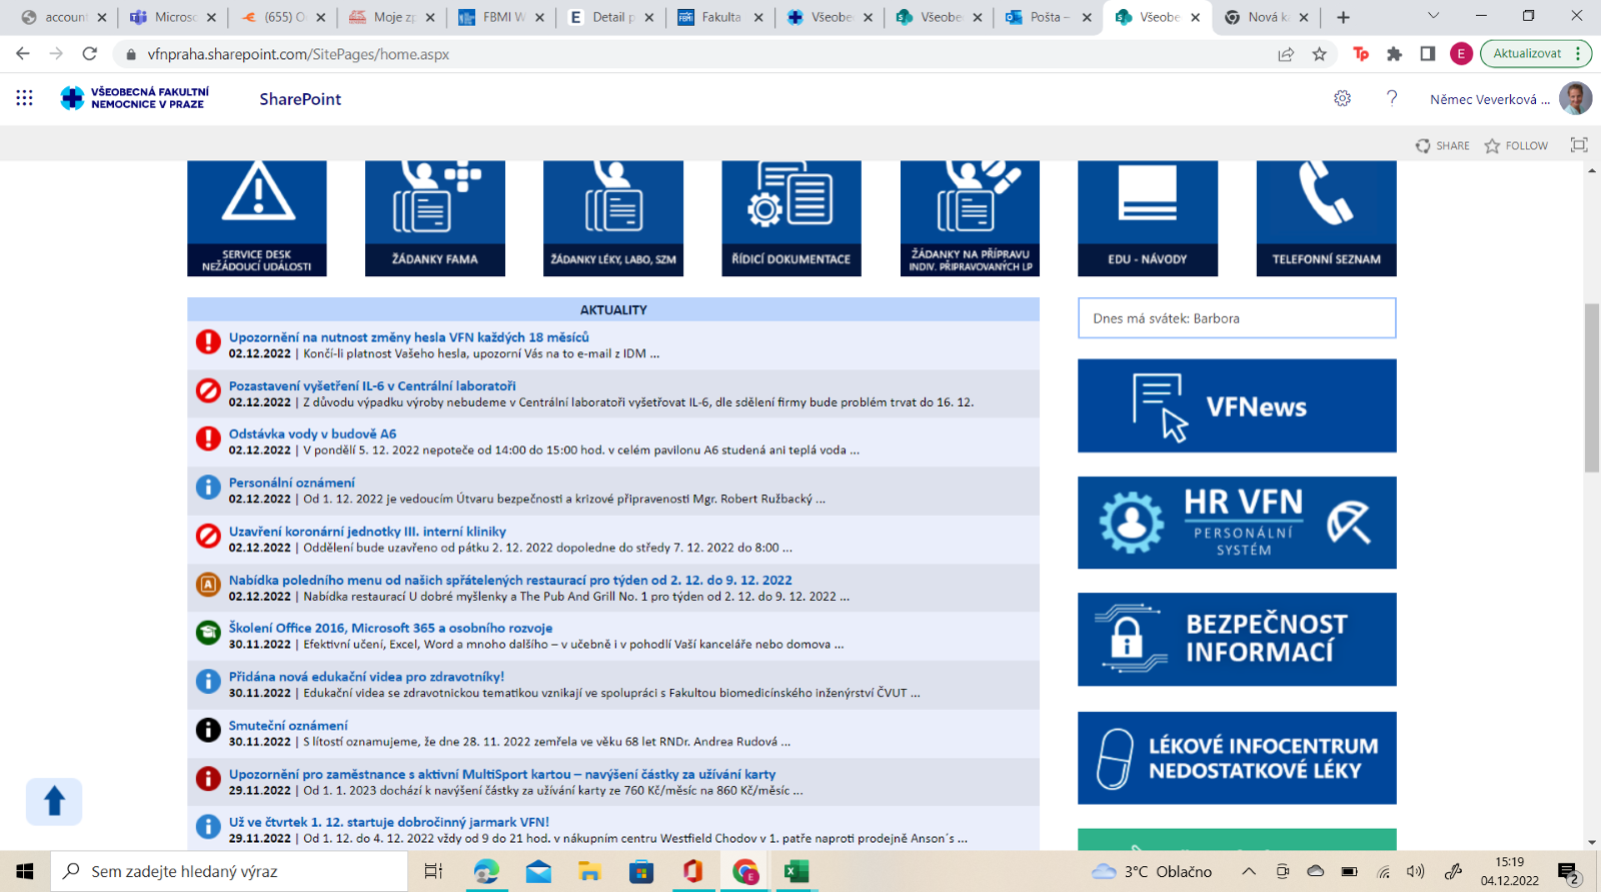 account
Microso
(655) O
Moje zp
FBMI W
Detail p
Fakulta
Všeobe
Všeobe
Pošta –
Všeobe
Nová k
vfnpraha.sharepoint.com/SitePages/home.aspx
Tp
E
Aktualizovat
VŠEOBECNÁ FAKULTNÍ
NEMOCNICE V PRAZE
SharePoint
?
Němec Veverková ...
SHARE
FOLLOW
SERVICE DESK
NEŽÁDOUCÍ UDÁLOSTI
ŽÁDANKY FAMA
ŽÁDANKY LÉKY, LABO, SZM
ŘÍDICÍ DOKUMENTACE
ŽÁDANKY NA PŘÍPRAVU
INDIV. PŘIPRAVOVANÝCH LP
EDU - NÁVODY
TELEFONNÍ SEZNAM
AKTUALITY
Upozornění na nutnost změny hesla VFN každých 18 měsíců
02.12.2022 | Končí-li platnost Vašeho hesla, upozorní Vás na to e-mail z IDM ...
Pozastavení vyšetření IL-6 v Centrální laboratoři
02.12.2022 | Z důvodu výpadku výroby nebudeme v Centrální laboratoři vyšetřovat IL-6, dle sdělení firmy bude problém trvat do 16. 12.
Odstávka vody v budově A6
02.12.2022 | V pondělí 5. 12. 2022 nepoteče od 14:00 do 15:00 hod. v celém pavilonu A6 studená ani teplá voda ...
Personální oznámení
02.12.2022 | Od 1. 12. 2022 je vedoucím Útvaru bezpečnosti a krizové připravenosti Mgr. Robert Ružbacký ...
Uzavření koronární jednotky III. interní kliniky
02.12.2022 | Oddělení bude uzavřeno od pátku 2. 12. 2022 dopoledne do středy 7. 12. 2022 do 8:00 ...
Nabídka poledního menu od našich spřátelených restaurací pro týden od 2. 12. do 9. 12. 2022
02.12.2022 | Nabídka restaurací U dobré myšlenky a The Pub And Grill No. 1 pro týden od 2. 12. do 9. 12. 2022 ...
Školení Office 2016, Microsoft 365 a osobního rozvoje
30.11.2022 | Efektivní učení, Excel, Word a mnoho dalšího – v učebně i v pohodlí Vaší kanceláře nebo domova ...
Přidána nová edukační videa pro zdravotníky!
30.11.2022 | Edukační videa se zdravotnickou tematikou vznikají ve spolupráci s Fakultou biomedicínského inženýrství ČVUT ...
Smuteční oznámení
30.11.2022 | S lítostí oznamujeme, že dne 28. 11. 2022 zemřela ve věku 68 let RNDr. Andrea Rudová ...
Upozornění pro zaměstnance s aktivní MultiSport kartou – navýšení částky za užívání karty
29.11.2022 | Od 1. 1. 2023 dochází k navýšení částky za užívání karty ze 760 Kč/měsíc na 860 Kč/měsíc ...
Už ve čtvrtek 1. 12. startuje dobročinný jarmark VFN!
29.11.2022 | Od 1. 12. do 4. 12. 2022 vždy od 9 do 21 hod. v nákupním centru Westfield Chodov v 1. patře naproti prodejně Anson´s ...
Dnes má svátek: Barbora
VFNews
HR VFN
PERSONÁLNÍ
SYSTÉM
BEZPEČNOST
INFORMACÍ
LÉKOVÉ INFOCENTRUM
NEDOSTATKOVÉ LÉKY
Sem zadejte hledaný výraz
3°C Oblačno
15:19
04.12.2022
2